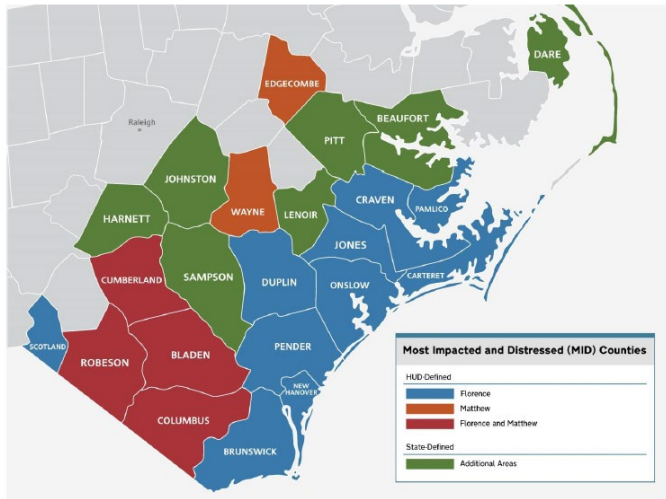 DARE
EDGECOMBE
BEAUFORT
Raleigh
PITT
JOHNSTON
CRAVEN
PAMLICO
HARNETT
WAYNE
LENOIR
JONES
CARTERET
CUMBERLAND
SAMPSON
DUPLIN
ONSLOW
SCOTLAND
ROBESON
BLADEN
PENDER
NEW
HANOVER
COLUMBUS
BRUNSWICK
Most Impacted and Distressed (MID) Counties
HUD-Defined
Florence
Matthew
Florence and Matthew
State-Defined
Additional Areas